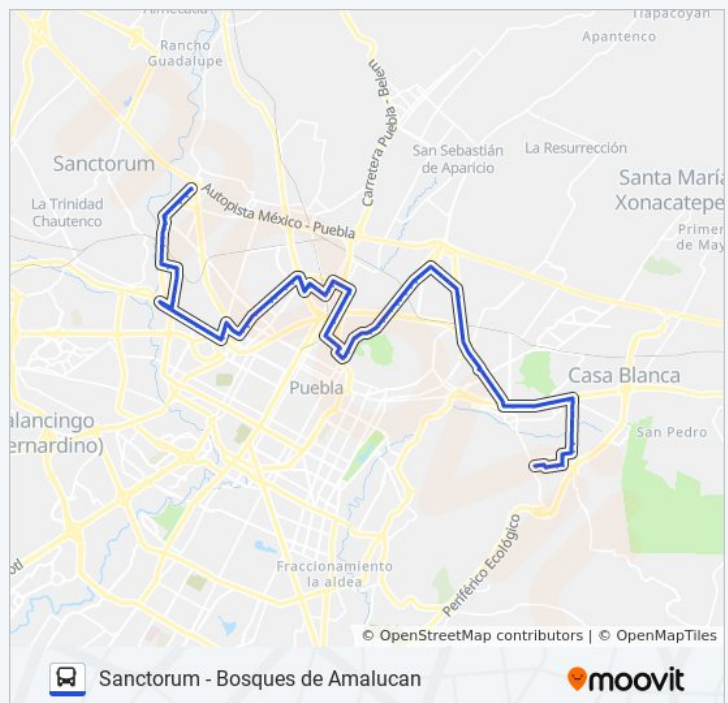 Rancho
Guadalupe
Tlapacoyan
Apantenco
Carretera Puebla - Belem
San Sebastián
de Aparicio
La Resurrección
Sanctorum
Santa María
Xonacatepe
La Trinidad
Chautenco
Autopista México - Puebla
Primer
de May
Puebla
Casa Blanca
alancingo
ernardino)
San Pedro
Periférico Ecológico
Fraccionamiento
la aldea
otl
© OpenStreetMap contributors | © OpenMapTiles
Sanctorum - Bosques de Amalucan
moovit